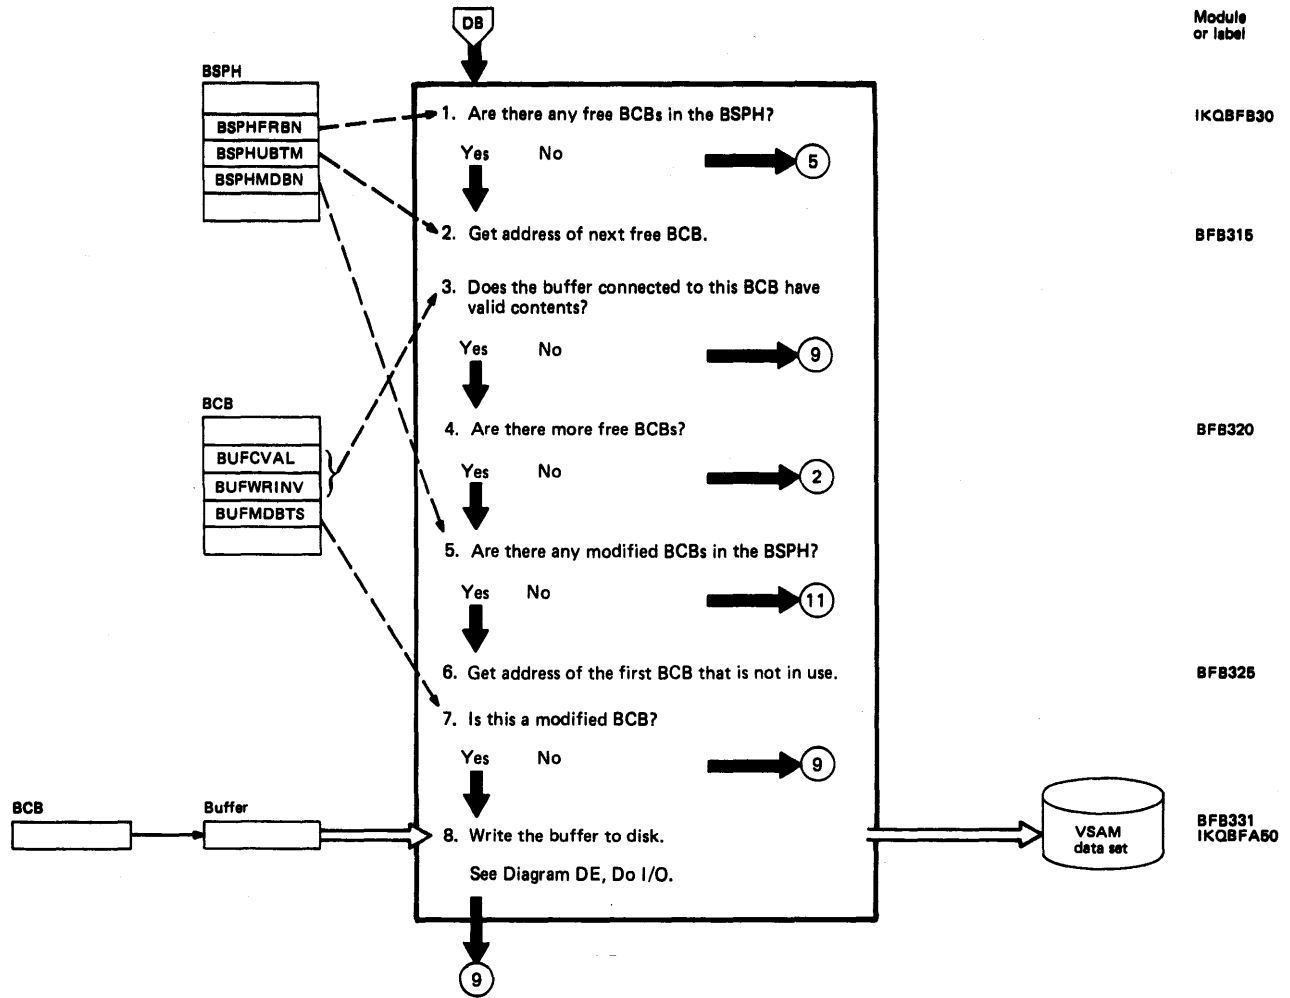 DB
Module
or label
BSPH
BSPHFRBN
BSPHUBTM
BSPHMDBN
1. Are there any free BCBs in the BSPH?
IKQBFB30
Yes No
5
2. Get address of next free BCB.
BFB315
3. Does the buffer connected to this BCB have
valid contents?
Yes No
9
BCB
BUFCVAL
BUFWRINV
BUFMDBTS
4. Are there more free BCBs?
BFB320
Yes No
2
5. Are there any modified BCBs in the BSPH?
Yes No
11
6. Get address of the first BCB that is not in use.
BFB325
7. Is this a modified BCB?
Yes No
9
BCB
Buffer
8. Write the buffer to disk.
VSAM
data set
BFB331
IKQBFA50
See Diagram DE, Do I/O.
9